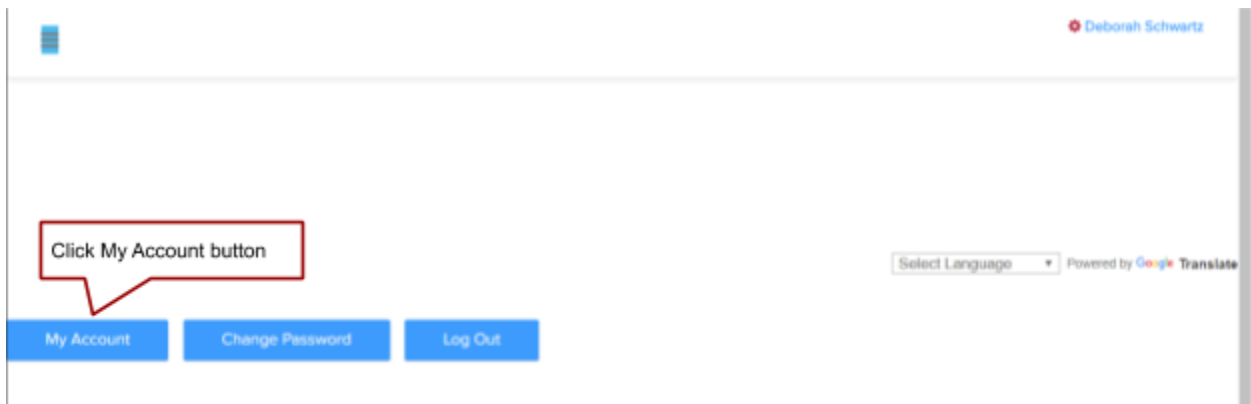 Deborah Schwartz
Click My Account button
Select Language Powered by Google Translate
My Account Change Password Log Out